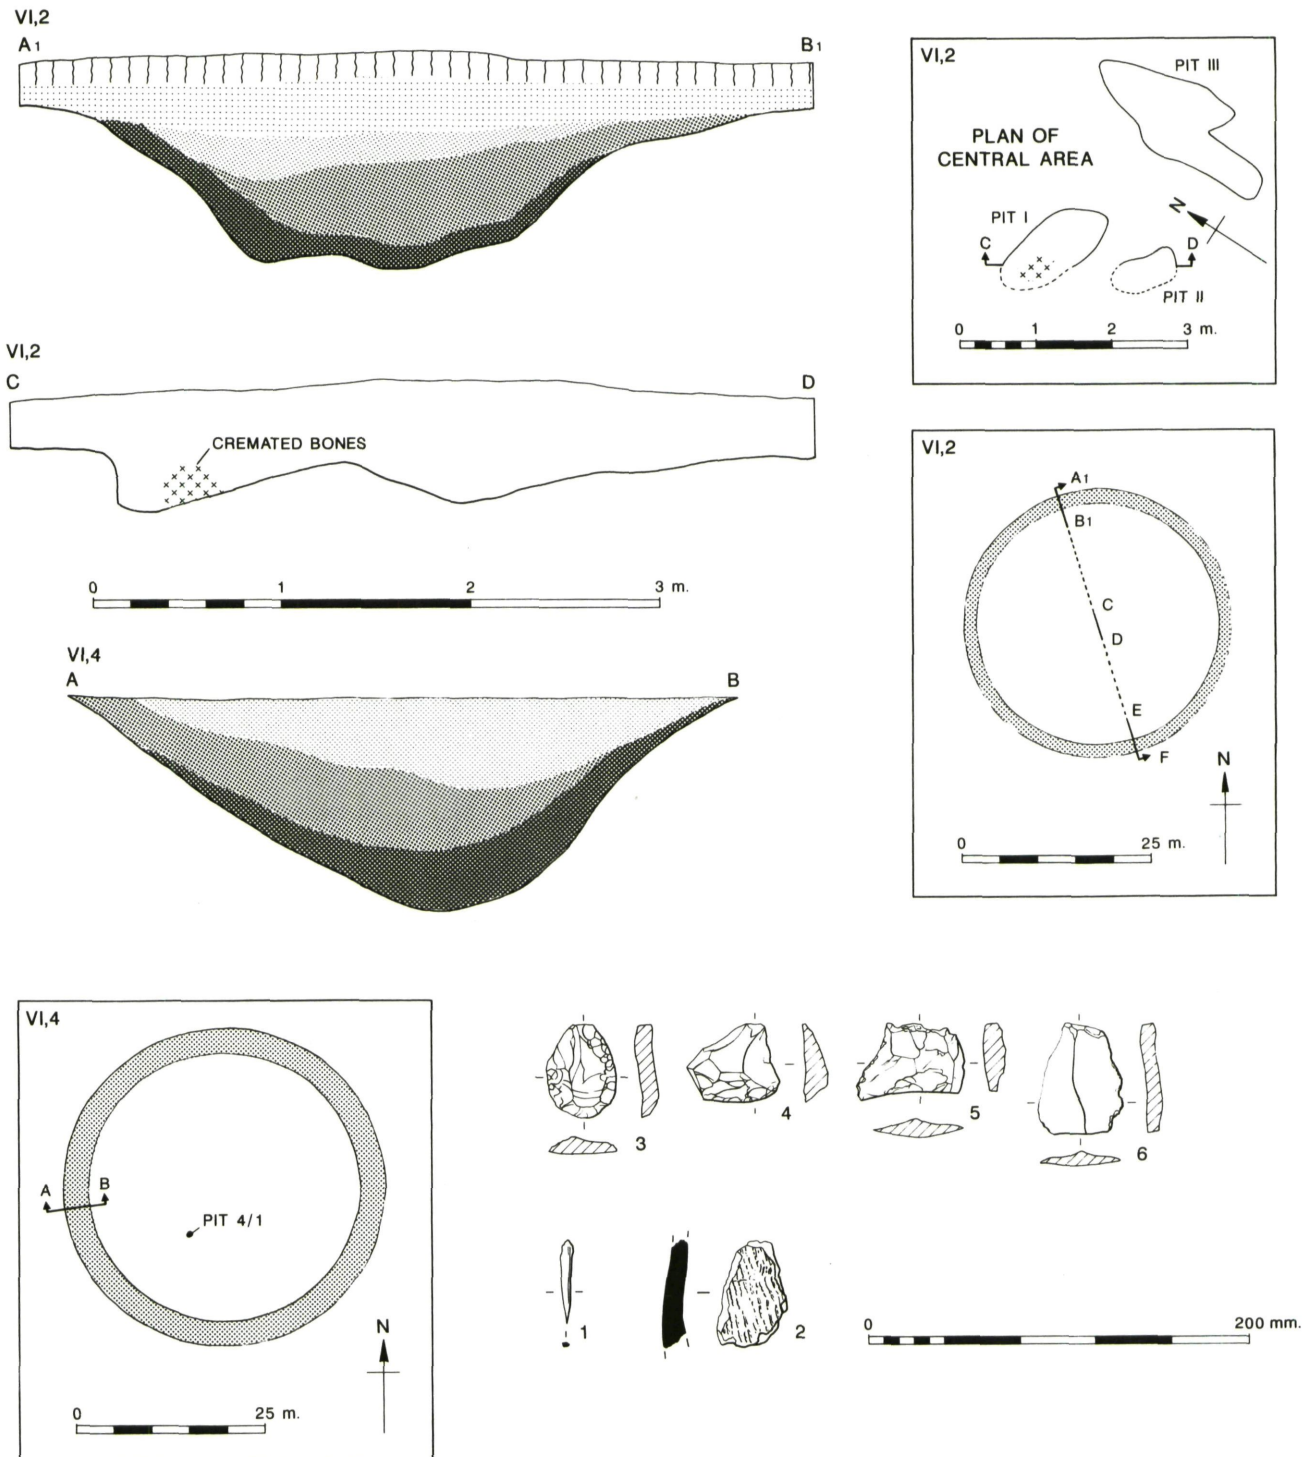 VI,2
A1 B1
VI,2
C D
CREMATED BONES
0 1 2 3 m.
VI,4
A B
VI,2
PIT III
PLAN OF
CENTRAL AREA
N
PIT I
C D
PIT II
0 1 2 3 m.
VI,2
A1
B1
C
D
E
F
N
0 25 m.
VI,4
A B
PIT 4/1
N
0 25 m.
3 4 5 6
1 2
0 200 mm.